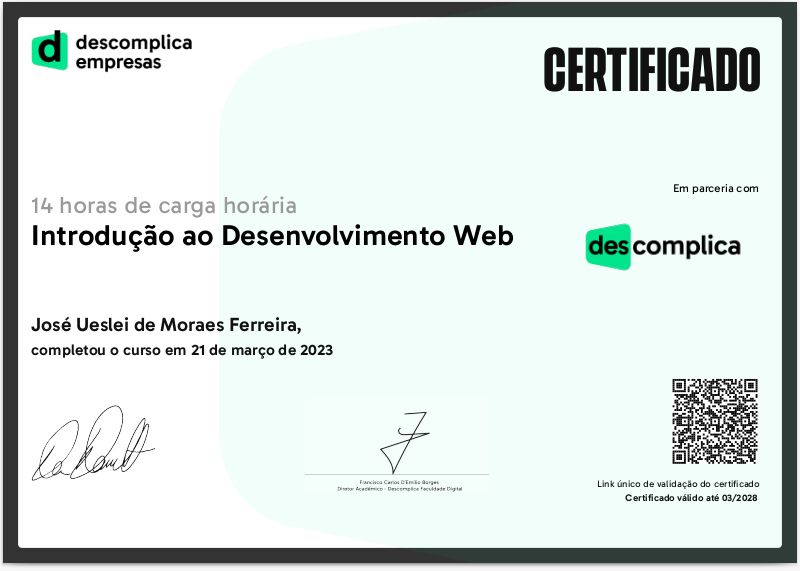 descomplica
empresas
CERTIFICADO
Em parceria com
14 horas de carga horária
Introdução ao Desenvolvimento Web
descomplica
José Ueslei de Moraes Ferreira,
completou o curso em 21 de março de 2023
Francisco Carlos D'Emílio Borges
Diretor Acadêmico - Descomplica Faculdade Digital
Link único de validação do certificado
Certificado válido até 03/2028